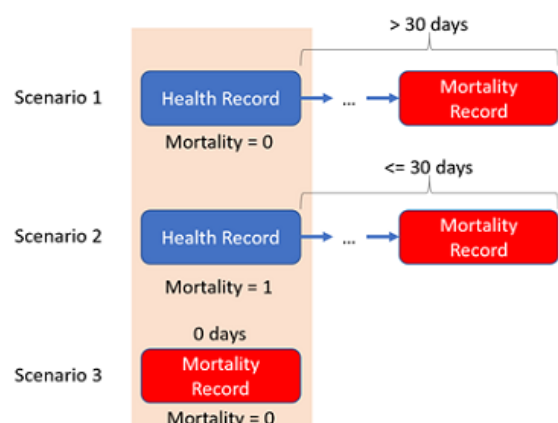 > 30 days
Scenario 1
Health Record
...
Mortality
Record
Mortality = 0
<= 30 days
Scenario 2
Health Record
...
Mortality
Record
Mortality = 1
0 days
Scenario 3
Mortality
Record
Mortality = 0